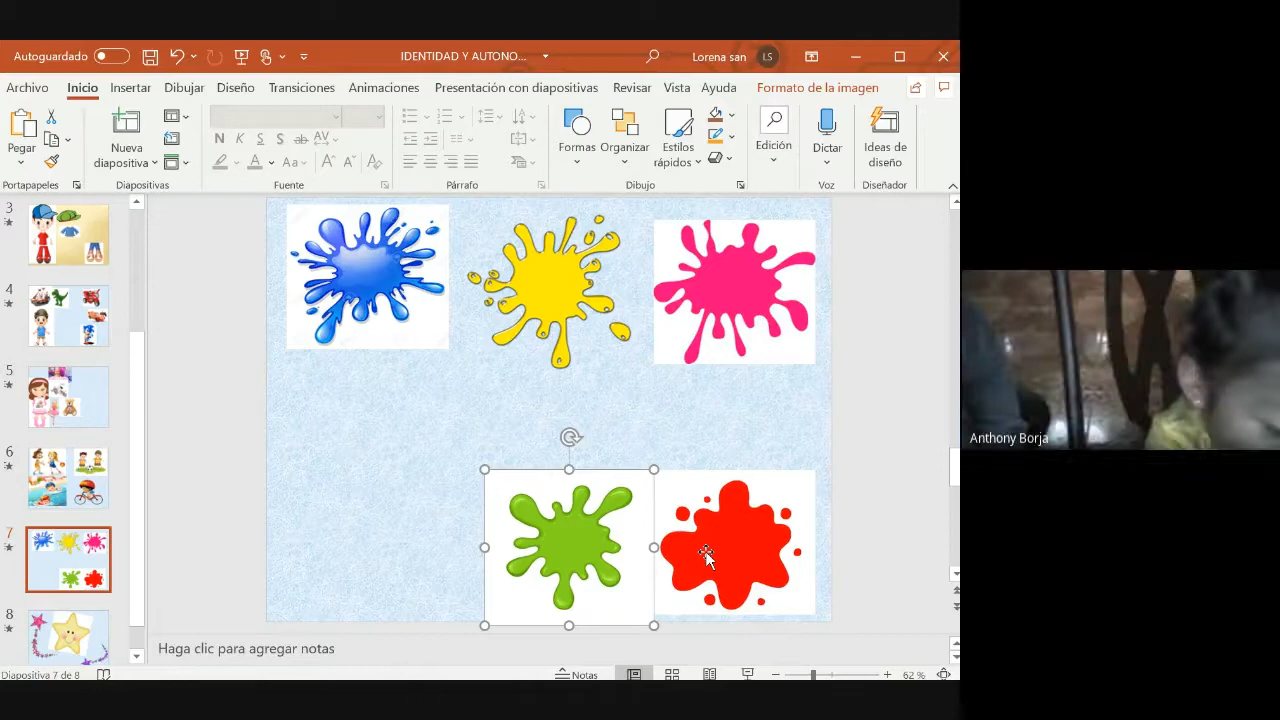 Autoguardado
IDENTIDAD Y AUTONO...
Lorena san
LS
Archivo Inicio Insertar Dibujar Diseño Transiciones Animaciones Presentación con diapositivas Revisar Vista Ayuda Formato de la imagen
Pegar
Nueva
diapositiva
N K S S ab AV
A Aa A A
Formas
Organizar
Estilos
rápidos
Edición
Dictar
Ideas de
diseño
Portapapeles
Diapositivas
Fuente
Párrafo
Dibujo
Voz
Diseñador
3
4
5
6
7
8
Anthony Borja
Haga clic para agregar notas
Diapositiva 7 de 8
Notas
62 %